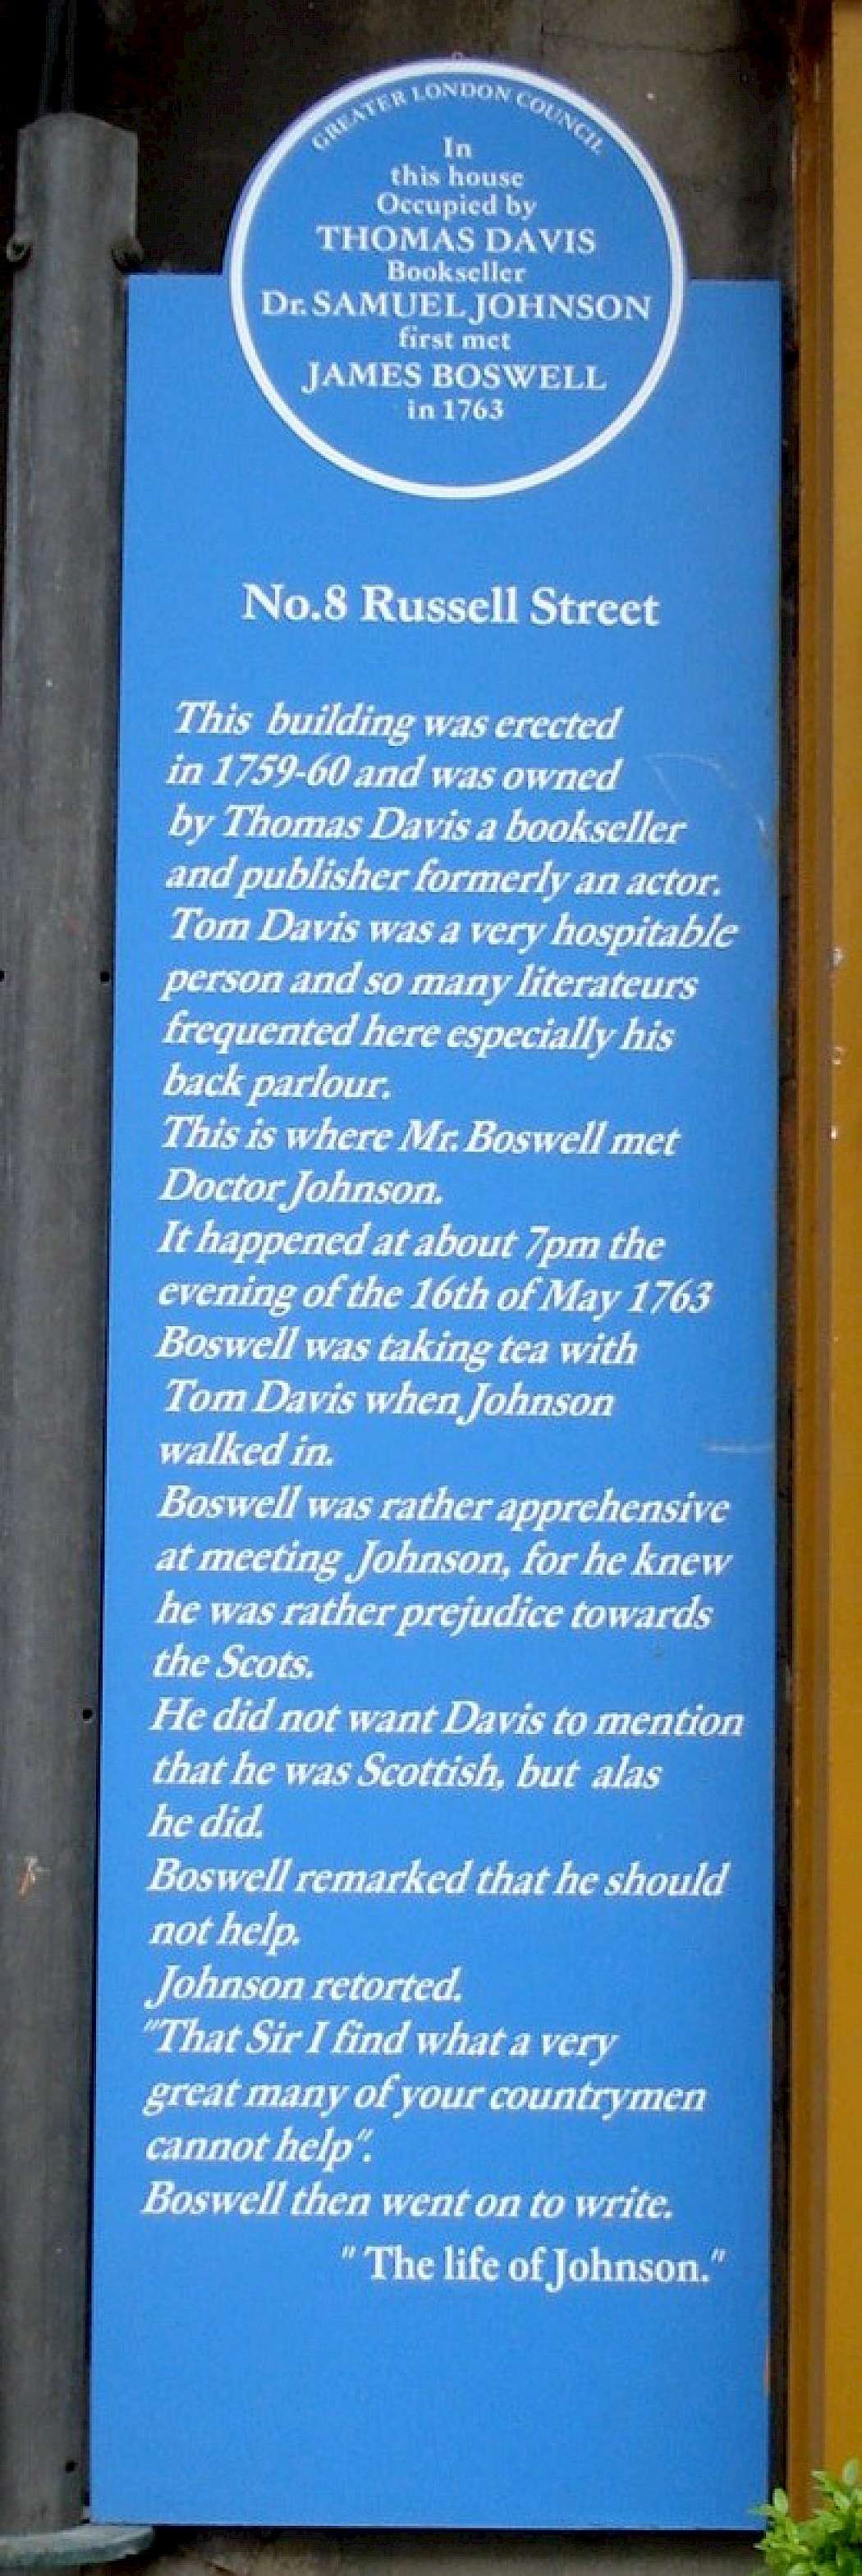 GREATER LONDON COUNCIL
In
this house
Occupied by
THOMAS DAVIS
Bookseller
Dr. SAMUEL JOHNSON
first met
JAMES BOSWELL
in 1763
No.8 Russell Street
This building was erected
in 1759-60 and was owned
by Thomas Davis a bookseller
and publisher formerly an actor.
Tom Davis was a very hospitable
person and so many literateurs
frequented here especially his
back parlour.
This is where Mr. Boswell met
Doctor Johnson.
It happened at about 7pm the
evening of the 16th of May 1763
Boswell was taking tea with
Tom Davis when Johnson
walked in.
Boswell was rather apprehensive
at meeting Johnson, for he knew
he was rather prejudice towards
the Scots.
He did not want Davis to mention
that he was Scottish, but alas
he did.
Boswell remarked that he should
not help.
Johnson retorted.
"That Sir I find what a very
great many of your countrymen
cannot help".
Boswell then went on to write.
" The life of Johnson."